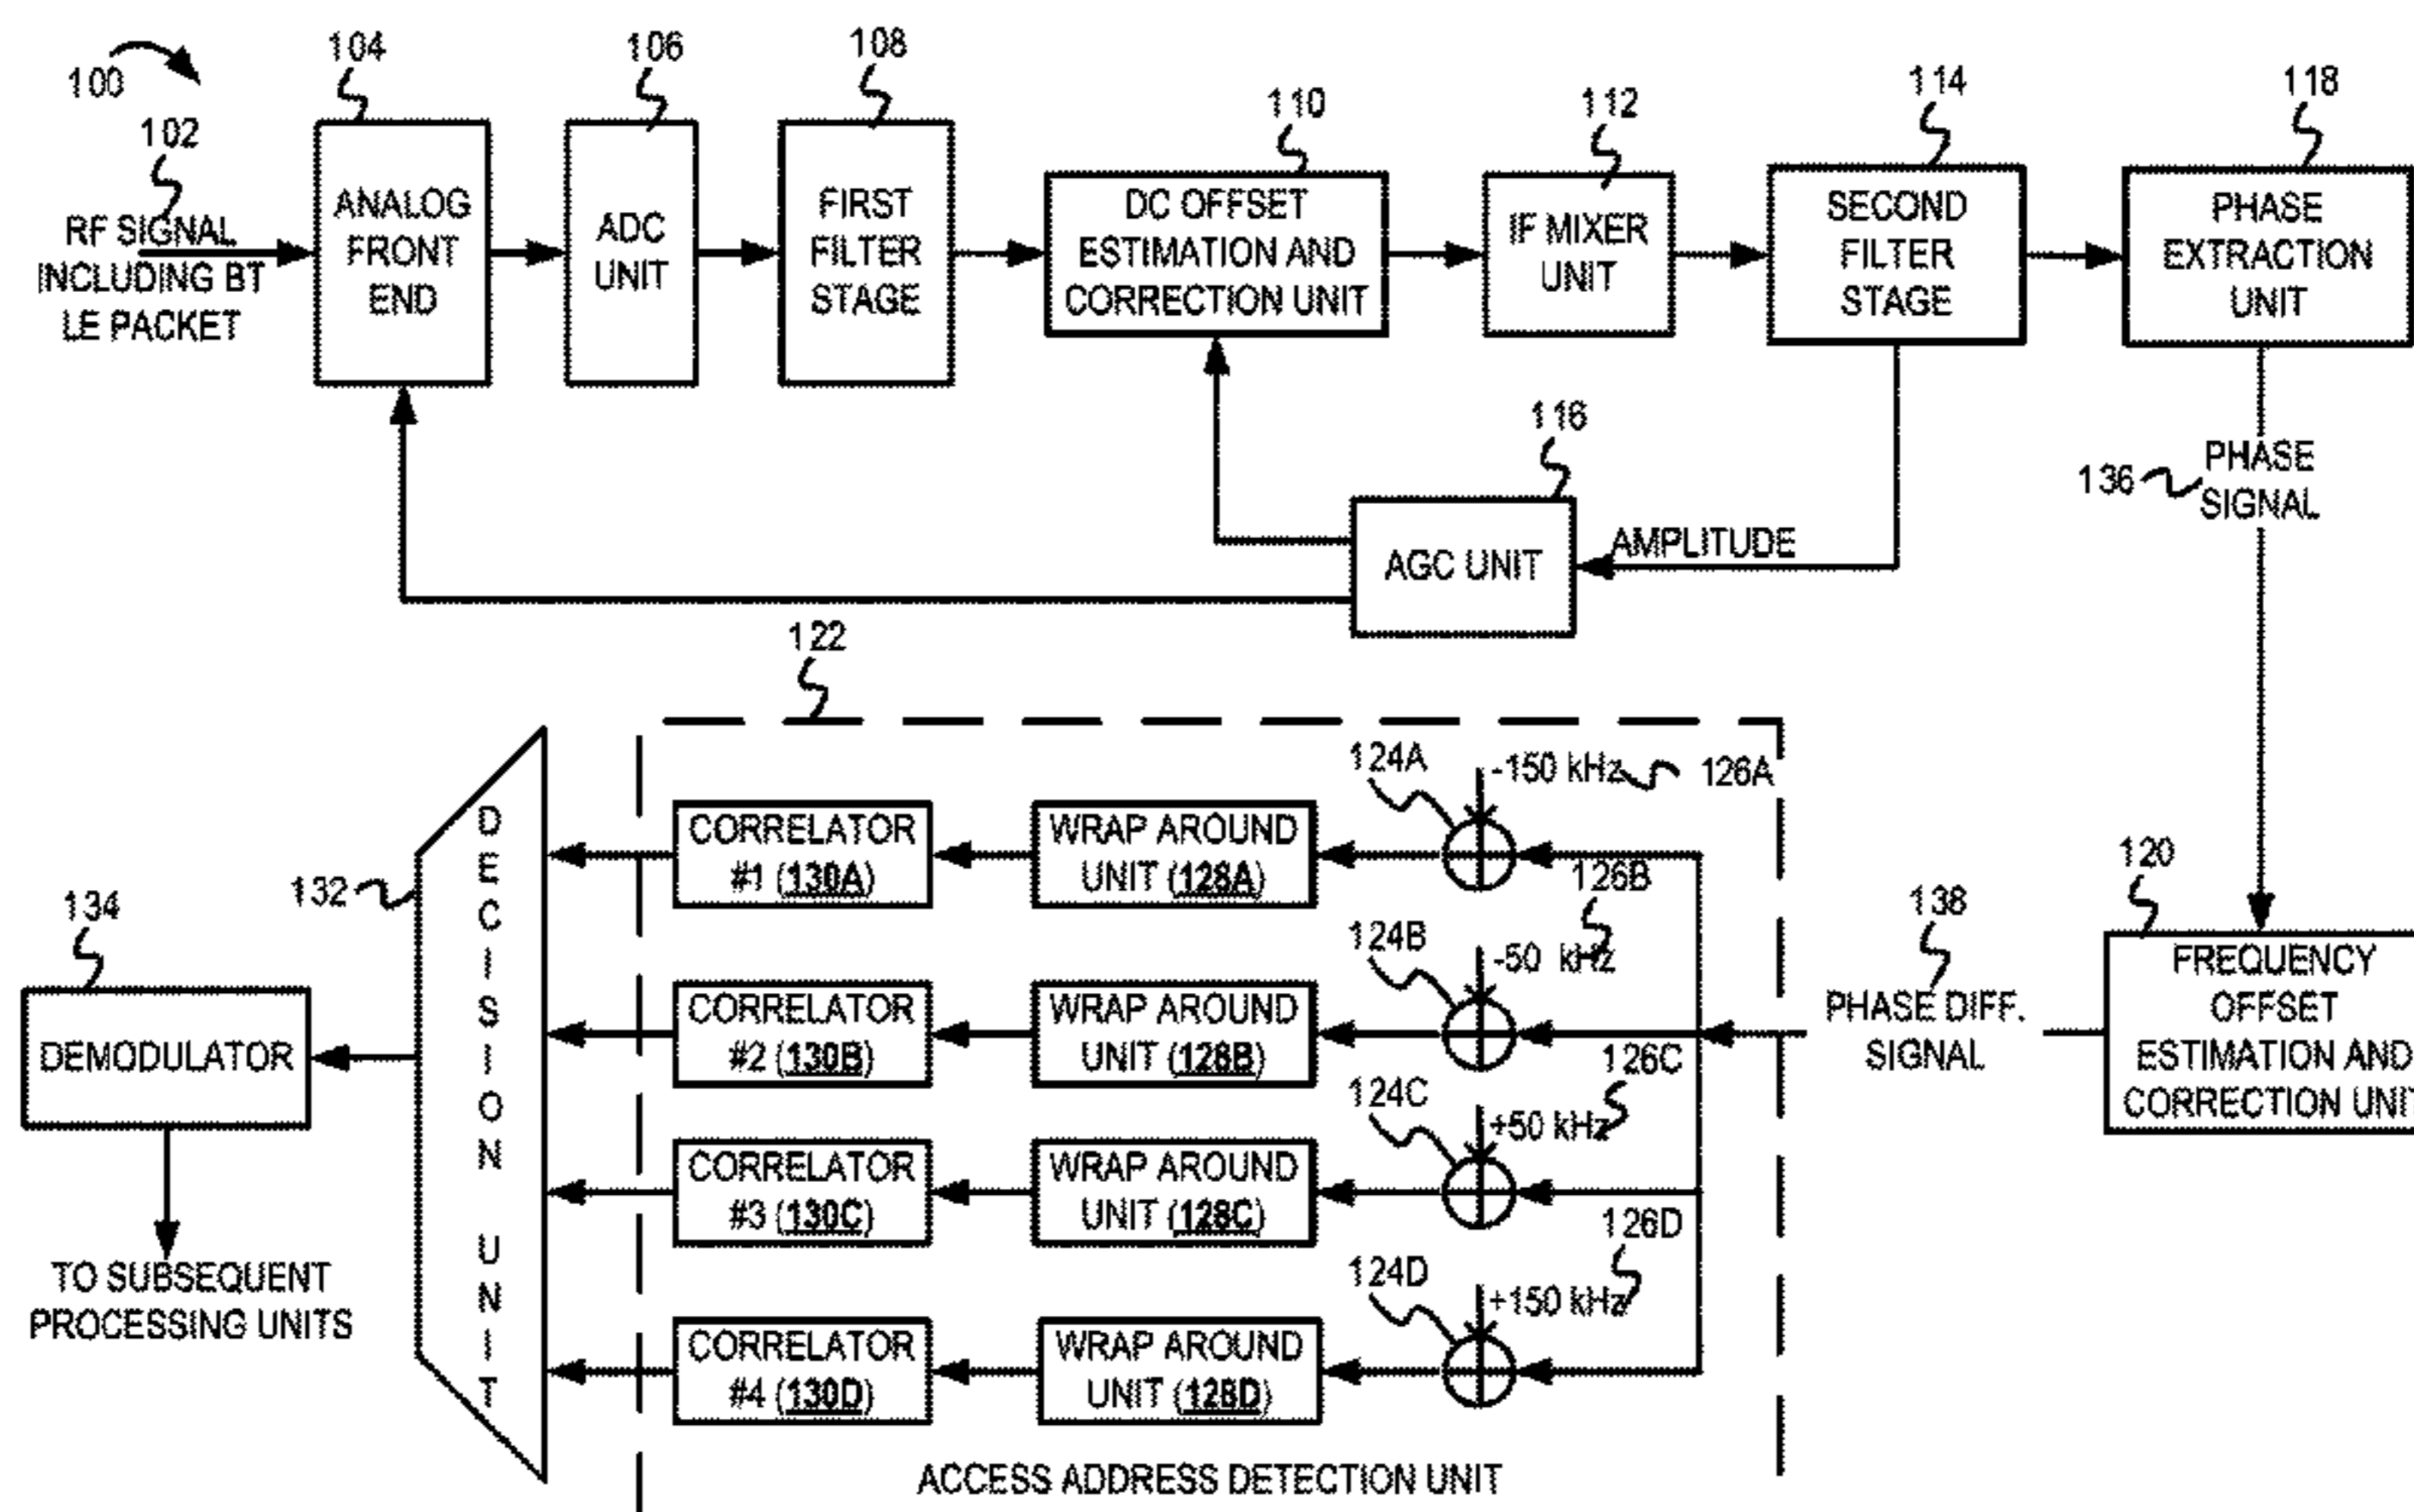 100
102
RF SIGNAL
INCLUDING BT
LE PACKET
104
ANALOG
FRONT
END
106
ADC
UNIT
108
FIRST
FILTER
STAGE
110
DC OFFSET
ESTIMATION AND
CORRECTION UNIT
112
IF MIXER
UNIT
114
SECOND
FILTER
STAGE
118
PHASE
EXTRACTION
UNIT
116
AGC UNIT
AMPLITUDE
136
PHASE
SIGNAL
122
124A
-150 kHz
126A
CORRELATOR
#1 (130A)
WRAP AROUND
UNIT (128A)
126B
124B
-50 kHz
CORRELATOR
#2 (130B)
WRAP AROUND
UNIT (128B)
126C
124C
+50 kHz
CORRELATOR
#3 (130C)
WRAP AROUND
UNIT (128C)
126D
124D
+150 kHz
CORRELATOR
#4 (130D)
WRAP AROUND
UNIT (128D)
ACCESS ADDRESS DETECTION UNIT
138
PHASE DIFF.
SIGNAL
120
FREQUENCY
OFFSET
ESTIMATION AND
CORRECTION UNIT
132
DECISION UNIT
134
DEMODULATOR
TO SUBSEQUENT
PROCESSING UNITS